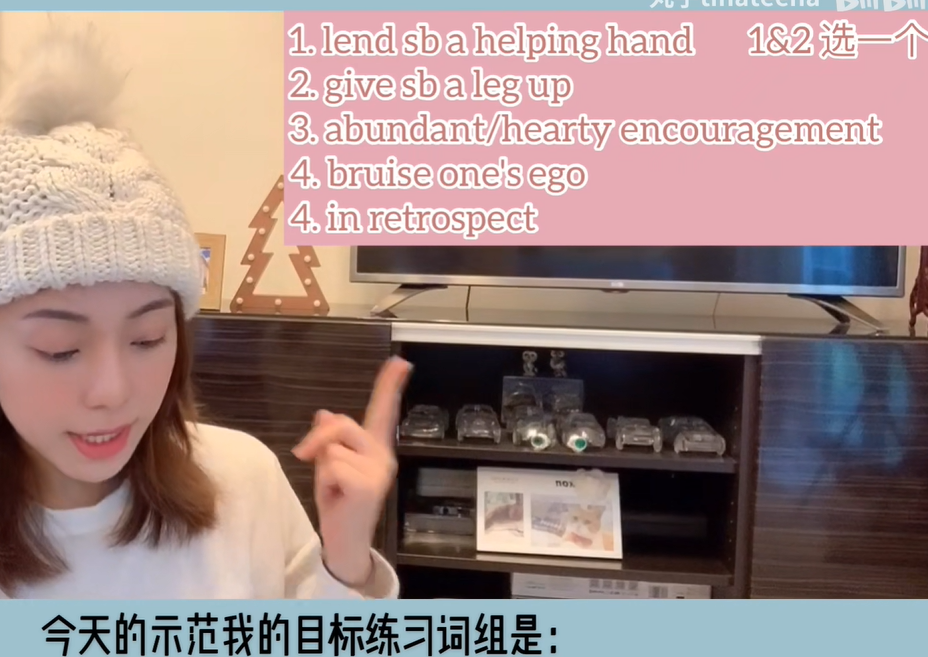 1. lend sb a helping hand 1&2 选一个
2. give sb a leg up
3. abundant/hearty encouragement
4. bruise one's ego
4. in retrospect
今天的示范我的目标练习词组是: